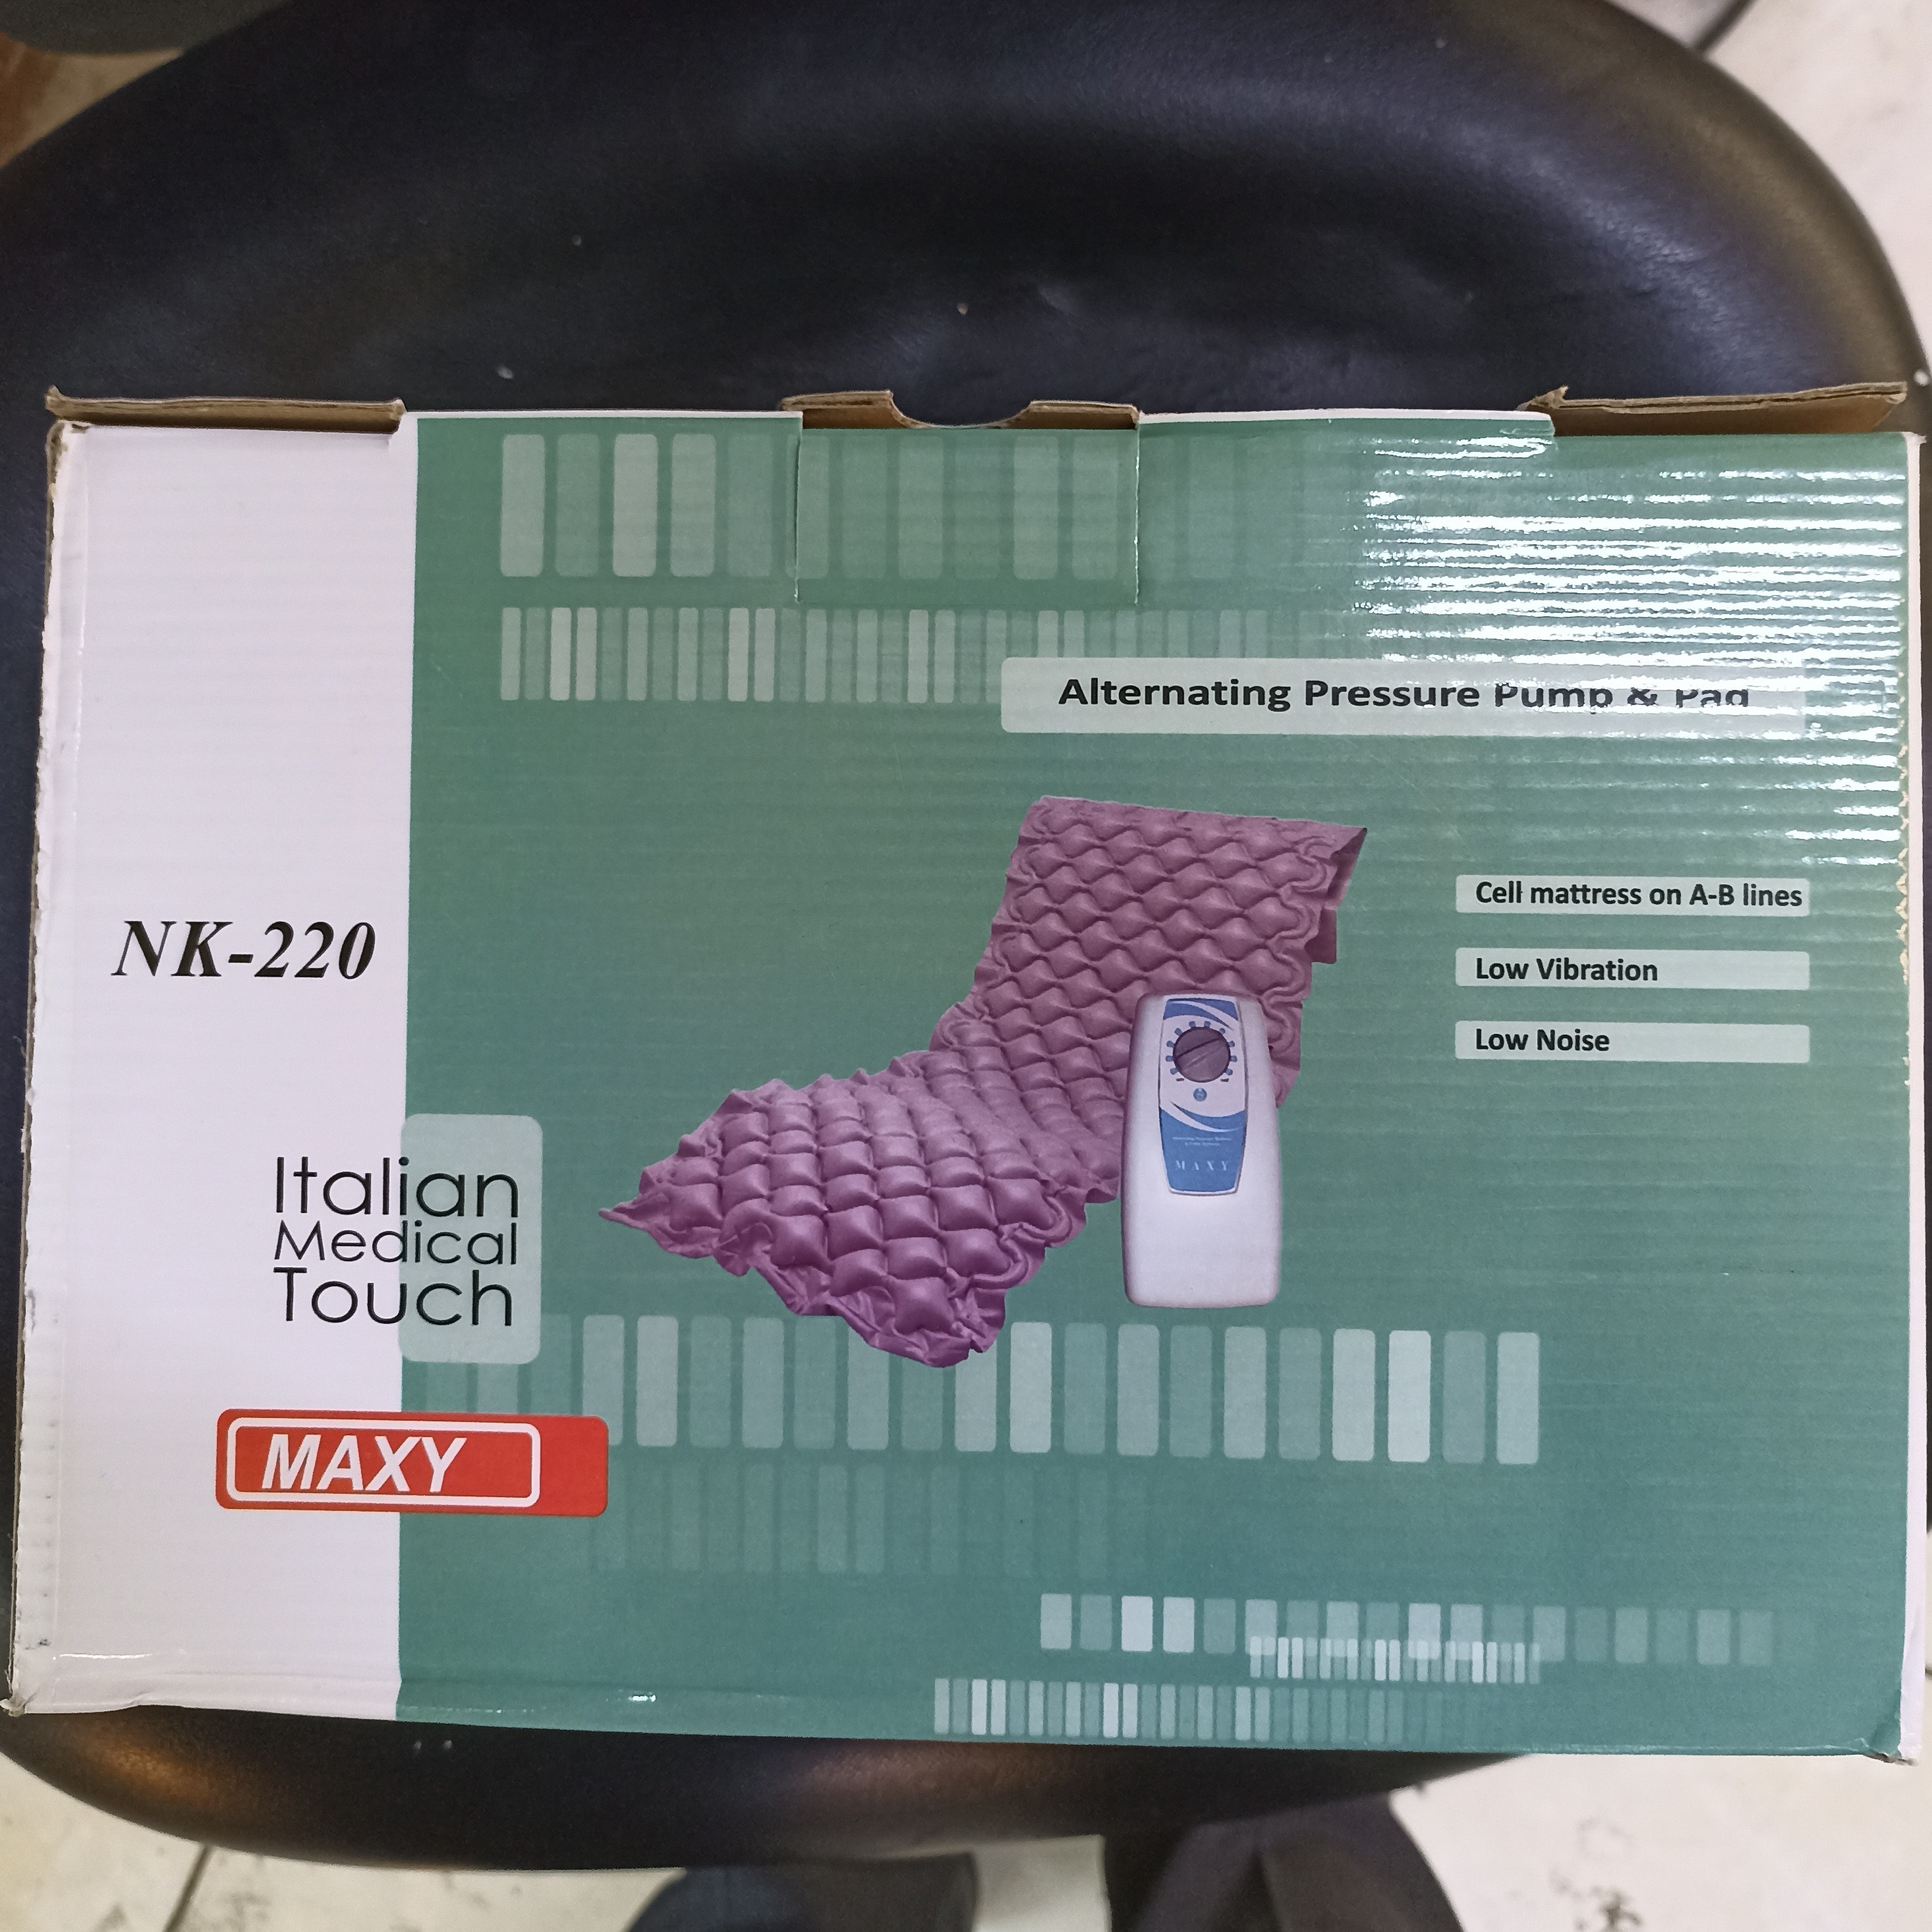 Alternating Pressure Pump & Pad
Cell mattress on A-B lines
Low Vibration
Low Noise
NK-220
MAXY
Italian
Medical
Touch
MAXY